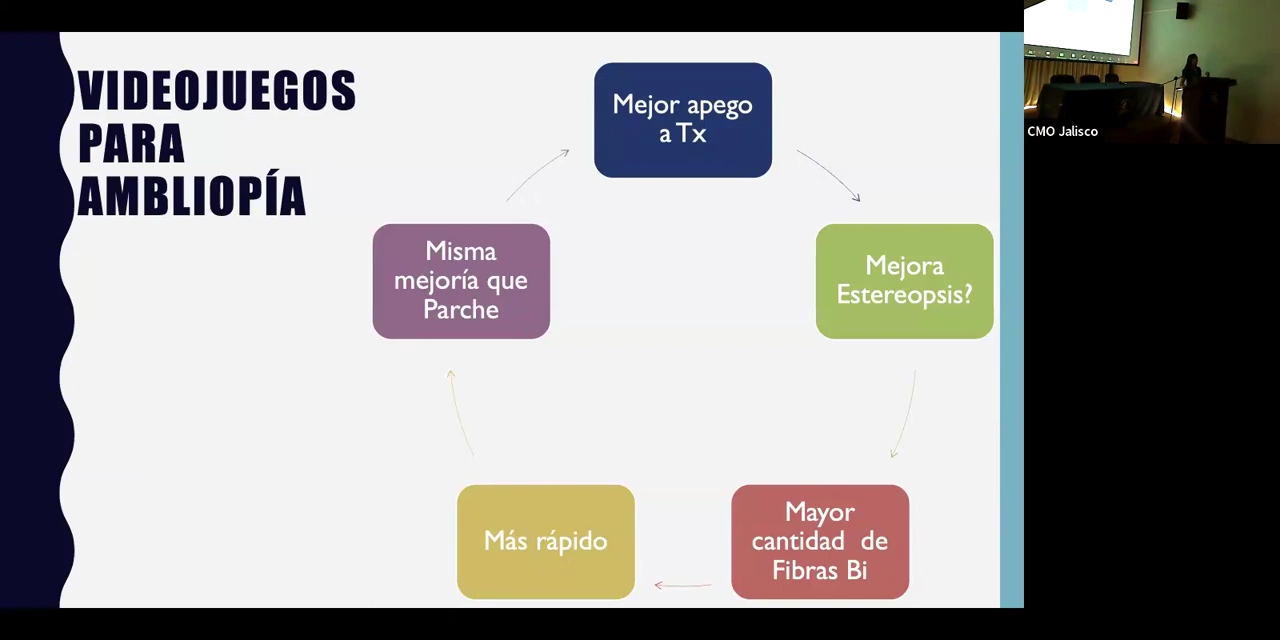 VIDEOJUEGOS
PARA
AMBLIOPÍA
Mejor apego
a Tx
Mejora
Estereopsis?
Mayor
cantidad de
Fibras Bi
Más rápido
Misma
mejoría que
Parche
CMO Jalisco